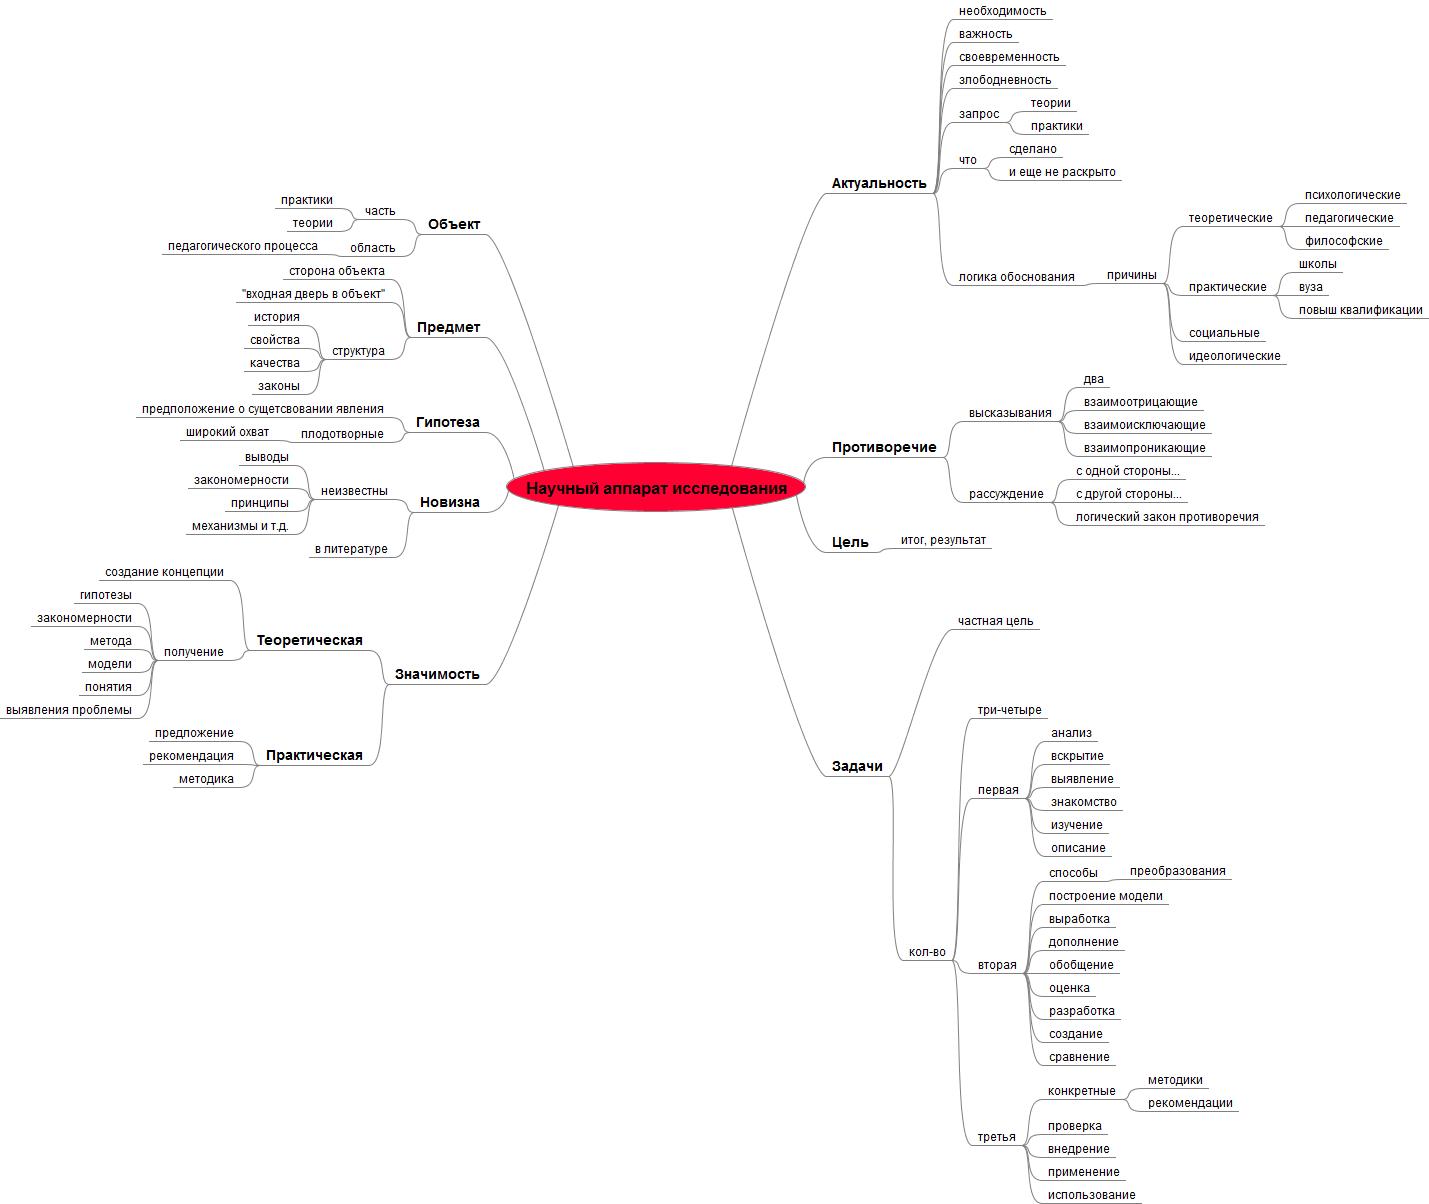 Научный аппарат исследования
Актуальность
необходимость
важность
своевременность
злободневность
запрос
теории
практики
что
сделано
и еще не раскрыто
логика обоснования
причины
теоретические
психологические
педагогические
философские
практические
школы
вуза
повыш квалификации
социальные
идеологические
Противоречие
высказывания
два
взаимоотрицающие
взаимоисключающие
взаимопроникающие
рассуждение
с одной стороны...
с другой стороны...
логический закон противоречия
Цель
итог, результат
Задачи
частная цель
кол-во
три-четыре
первая
анализ
вскрытие
выявление
знакомство
изучение
описание
вторая
способы
преобразования
построение модели
выработка
дополнение
обобщение
оценка
разработка
создание
сравнение
третья
конкретные
методики
рекомендации
проверка
внедрение
применение
использование
Объект
часть
практики
теории
область
педагогического процесса
Предмет
сторона объекта
"входная дверь в объект"
структура
история
свойства
качества
законы
Гипотеза
предположение о сущетсвовании явления
плодотворные
широкий охват
Новизна
неизвестны
выводы
закономерности
принципы
механизмы и т.д.
в литературе
Значимость
Теоретическая
создание концепции
получение
гипотезы
закономерности
метода
модели
понятия
выявления проблемы
Практическая
предложение
рекомендация
методика